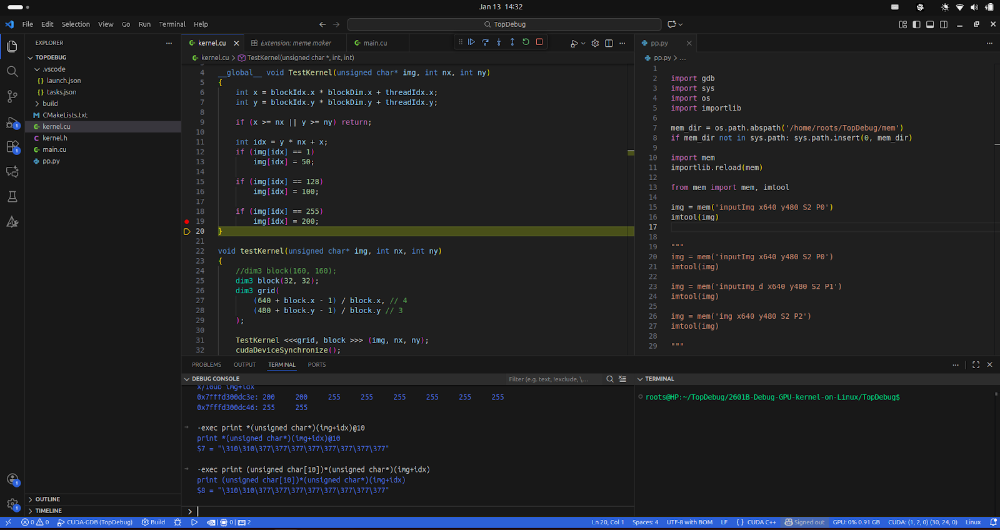 Jan 13 14:32
File Edit Selection View Go Run Terminal Help
TopDebug
EXPLORER
TOPDEBUG
.vscode
{} launch.json
{} tasks.json
build
M CMakeLists.txt
kernel.cu
C kernel.h
main.cu
pp.py
OUTLINE
TIMELINE
kernel.cu
Extension: meme maker
main.cu
kernel.cu > TestKernel(unsigned char *, int, int)
4 __global__ void TestKernel(unsigned char* img, int nx, int ny)
5 {
6 int x = blockIdx.x * blockDim.x + threadIdx.x;
7 int y = blockIdx.y * blockDim.y + threadIdx.y;
8
9 if (x >= nx || y >= ny) return;
10
11 int idx = y * nx + x;
12 if (img[idx] == 1)
13 img[idx] = 50;
14
15 if (img[idx] == 128)
16 img[idx] = 100;
17
18 if (img[idx] == 255)
19 img[idx] = 200;
20 }
21
22 void testKernel(unsigned char* img, int nx, int ny)
23 {
24 //dim3 block(160, 160);
25 dim3 block(32, 32);
26 dim3 grid(
27 (640 + block.x - 1) / block.x, // 4
28 (480 + block.y - 1) / block.y // 3
29 );
30
31 TestKernel <<<grid, block >>> (img, nx, ny);
32 cudaDeviceSynchronize();
pp.py
pp.py > ...
1
2 import gdb
3 import sys
4 import os
5 import importlib
6
7 mem_dir = os.path.abspath('/home/roots/TopDebug/mem')
8 if mem_dir not in sys.path: sys.path.insert(0, mem_dir)
9
10 import mem
11 importlib.reload(mem)
12
13 from mem import mem, imtool
14
15 img = mem('inputImg x640 y480 S2 P0')
16 imtool(img)
17
18
19 """
20 img = mem('inputImg x640 y480 S2 P0')
21 imtool(img)
22
23 img = mem('inputImg_d x640 y480 S2 P1')
24 imtool(img)
25
26 img = mem('img x640 y480 S2 P2')
27 imtool(img)
28
29 """
PROBLEMS OUTPUT TERMINAL PORTS
DEBUG CONSOLE
Filter (e.g. text, !exclude, \...
x/10ub img+idx
0x7fffd300dc3e: 200 200 255 255 255 255 255 255
0x7fffd300dc46: 255 255
-exec print *(unsigned char*)(img+idx)@10
print *(unsigned char*)(img+idx)@10
$7 = "\310\310\377\377\377\377\377\377\377\377"
-exec print (unsigned char[10])*(unsigned char*)(img+idx)
print (unsigned char[10])*(unsigned char*)(img+idx)
$8 = "\310\310\377\377\377\377\377\377\377\377"
>
TERMINAL
roots@HP:~/TopDebug/2601B-Debug-GPU-kernel-on-Linux/TopDebug$
0 0 CUDA-GDB (TopDebug) Build 0 2
Ln 20, Col 1 Spaces: 4 UTF-8 with BOM LF {} CUDA C++ Signed out GPU: 0% 0.91 GB CUDA: (1, 2, 0) (30, 24, 0) Linux